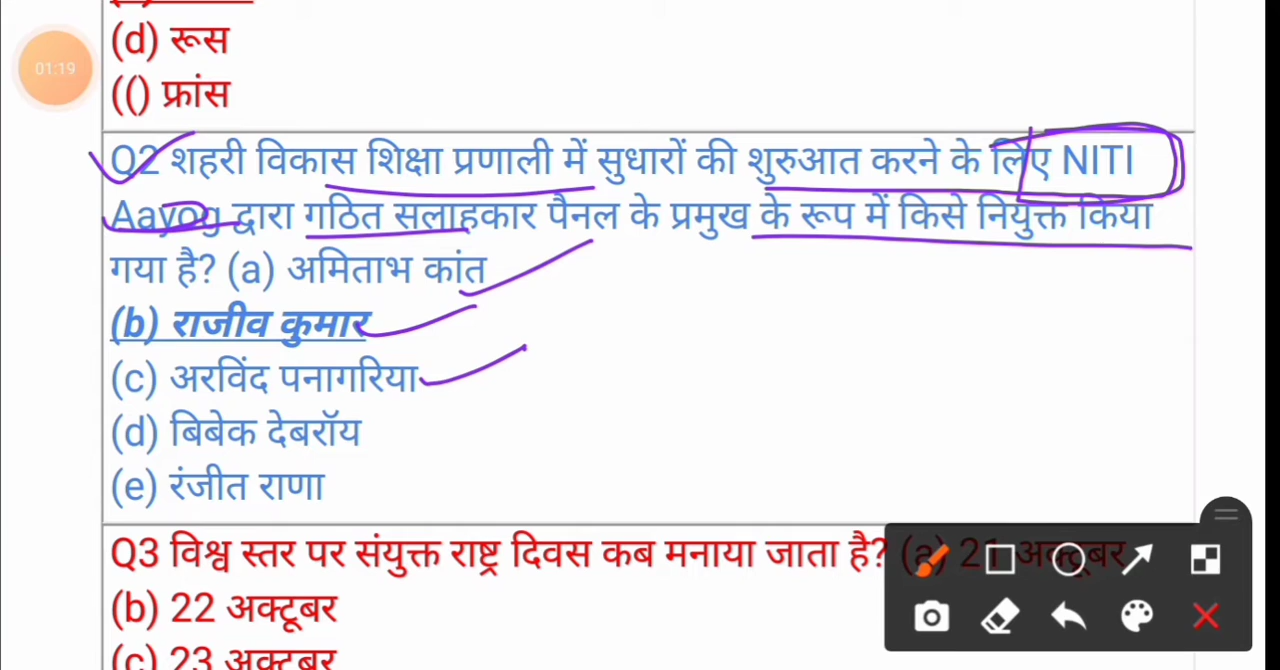 (d) रूस
01:19
(() फ्रांस
Q2 शहरी विकास शिक्षा प्रणाली में सुधारों की शुरुआत करने के लिए NITI
Aayog द्वारा गठित सलाहकार पैनल के प्रमुख के रूप में किसे नियुक्त किया
गया है? (a) अमिताभ कांत
(b) राजीव कुमार
(c) अरविंद पनागरिया
(d) बिबेक देबरॉय
(e) रंजीत राणा
Q3 विश्व स्तर पर संयुक्त राष्ट्र दिवस कब मनाया जाता है? (a) 21 अक्टूबर
(b) 22 अक्टूबर
(c) 23 अक्टूबर